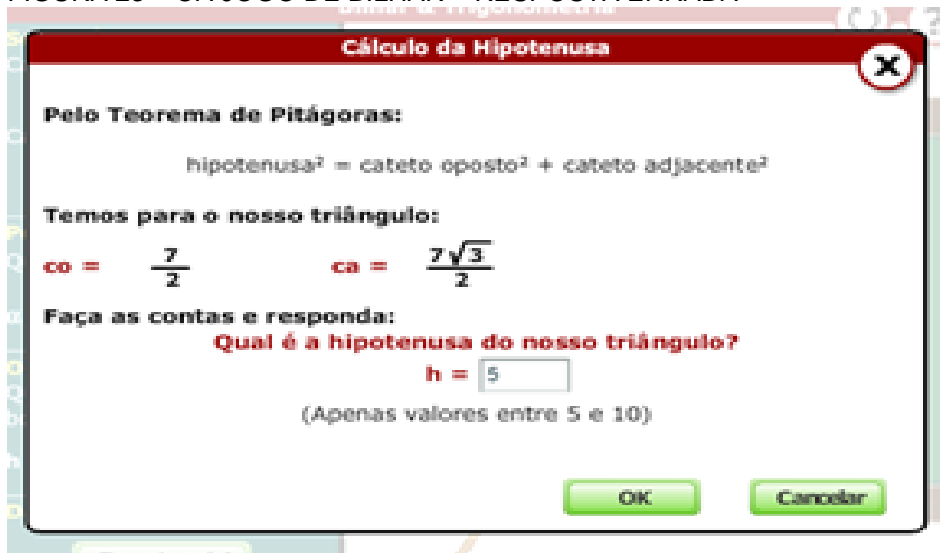 Cálculo da Hipotenusa
X
Pelo Teorema de Pitágoras:
hipotenusa² = cateto oposto² + cateto adjacente²
Temos para o nosso triângulo:
co = 7/2 ca = 7√3/2
Faça as contas e responda:
Qual é a hipotenusa do nosso triângulo?
h = 5
(Apenas valores entre 5 e 10)
OK Cancelar